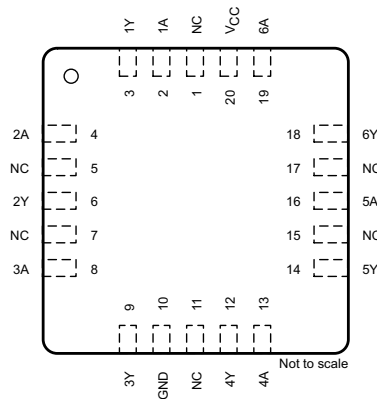 1Y 1A NC VCC 6A
3 2 1 20 19
2A 4 18 6Y
NC 5 17 NC
2Y 6 16 5A
NC 7 15 NC
3A 8 14 5Y
9 10 11 12 13
Not to scale
3Y GND NC 4Y 4A